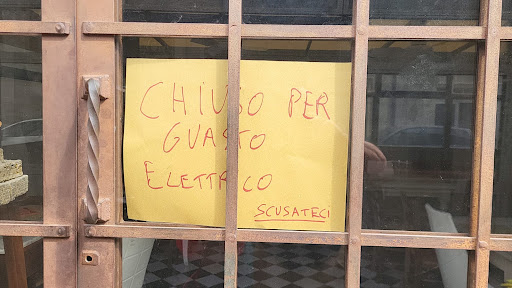 CHIUSO PER
GUASTO
ELETTRICO
SCUSATECI